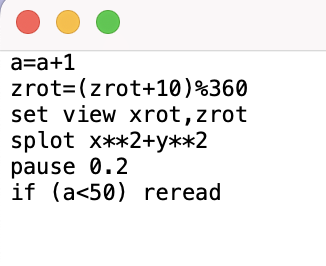 a=a+1
zrot=(zrot+10)%360
set view xrot,zrot
splot x**2+y**2
pause 0.2
if (a<50) reread